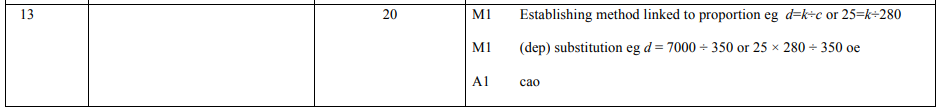 13 20 M1 Establishing method linked to proportion eg d=k÷c or 25=k÷280
M1 (dep) substitution eg d = 7000 ÷ 350 or 25 × 280 ÷ 350 oe
A1 cao